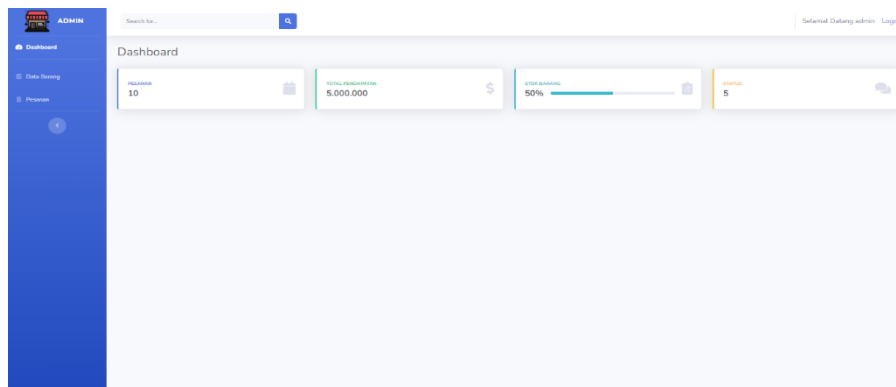 ADMIN
Search for...
Selamat Datang admin Logo
Dashboard
Data Barang
Pesanan
Dashboard
PESANAN
10
TOTAL PENDAPATAN
5.000.000
STOK BARANG
50%
STATUS
5